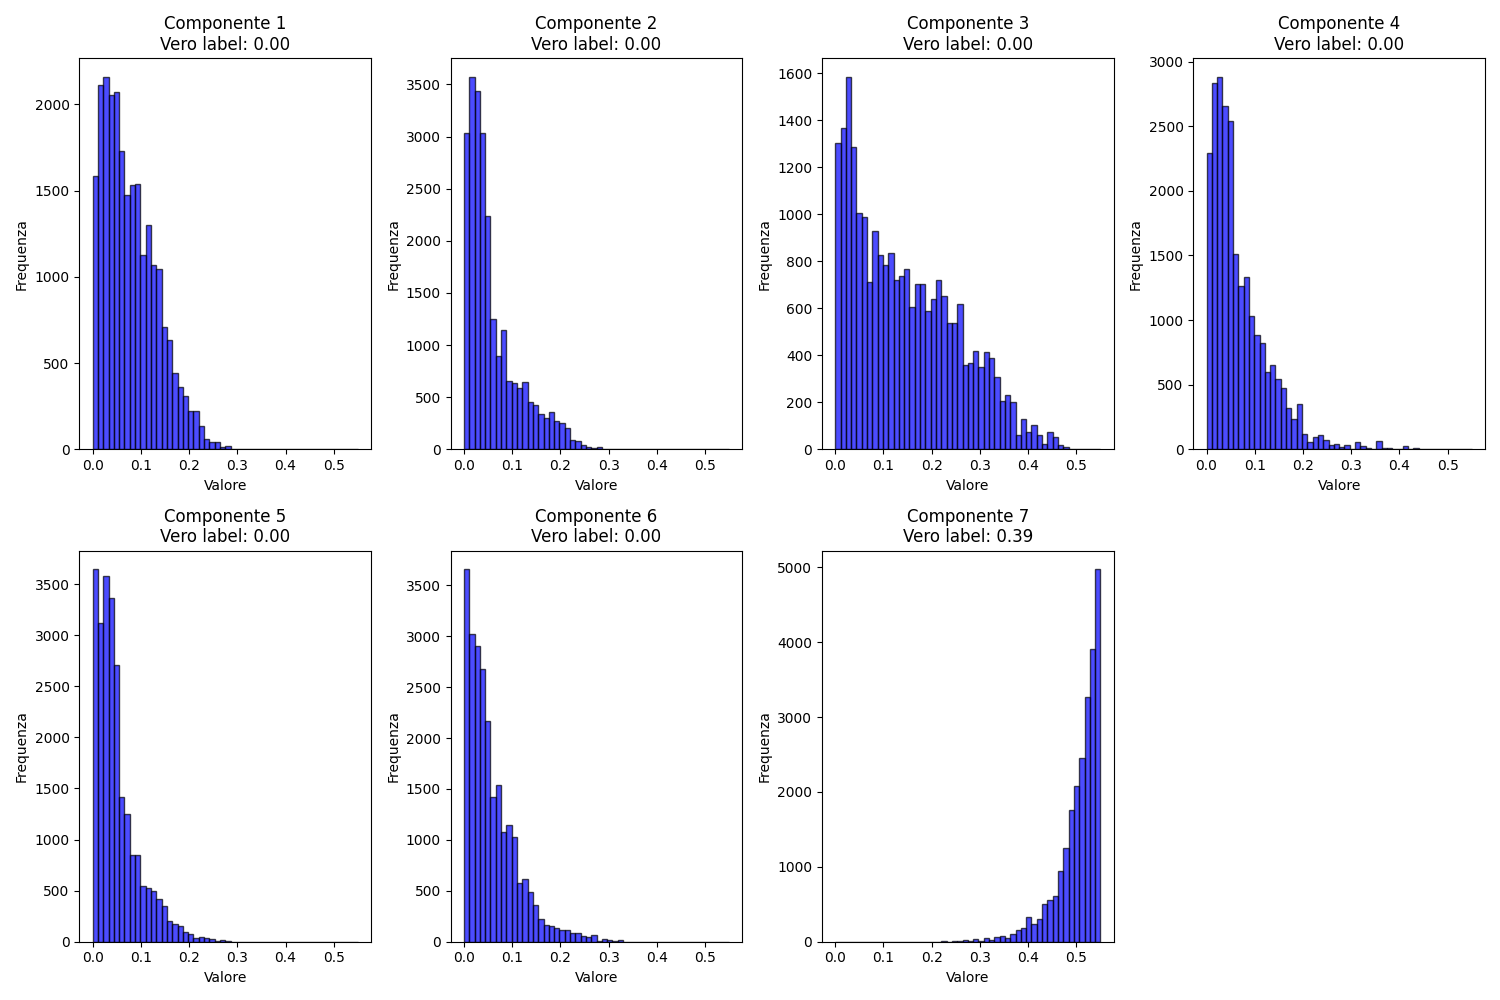 Componente 1
Vero label: 0.00
2000
1500
1000
500
0
Frequenza
0.0 0.1 0.2 0.3 0.4 0.5
Valore
Componente 2
Vero label: 0.00
3500
3000
2500
2000
1500
1000
500
0
Frequenza
0.0 0.1 0.2 0.3 0.4 0.5
Valore
Componente 3
Vero label: 0.00
1600
1400
1200
1000
800
600
400
200
0
Frequenza
0.0 0.1 0.2 0.3 0.4 0.5
Valore
Componente 4
Vero label: 0.00
3000
2500
2000
1500
1000
500
0
Frequenza
0.0 0.1 0.2 0.3 0.4 0.5
Valore
Componente 5
Vero label: 0.00
3500
3000
2500
2000
1500
1000
500
0
Frequenza
0.0 0.1 0.2 0.3 0.4 0.5
Valore
Componente 6
Vero label: 0.00
3500
3000
2500
2000
1500
1000
500
0
Frequenza
0.0 0.1 0.2 0.3 0.4 0.5
Valore
Componente 7
Vero label: 0.39
5000
4000
3000
2000
1000
0
Frequenza
0.0 0.1 0.2 0.3 0.4 0.5
Valore